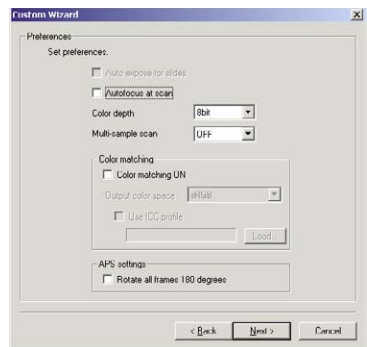 Custom Wizard
Preferences
Set preferences.
Auto expose for slides
Autofocus at scan
Color depth 8bit
Multi-sample scan OFF
Color matching
Color matching ON
Output color space sRGB
Use ICC profile
Load...
APS settings
Rotate all frames 180 degrees
< Back Next > Cancel